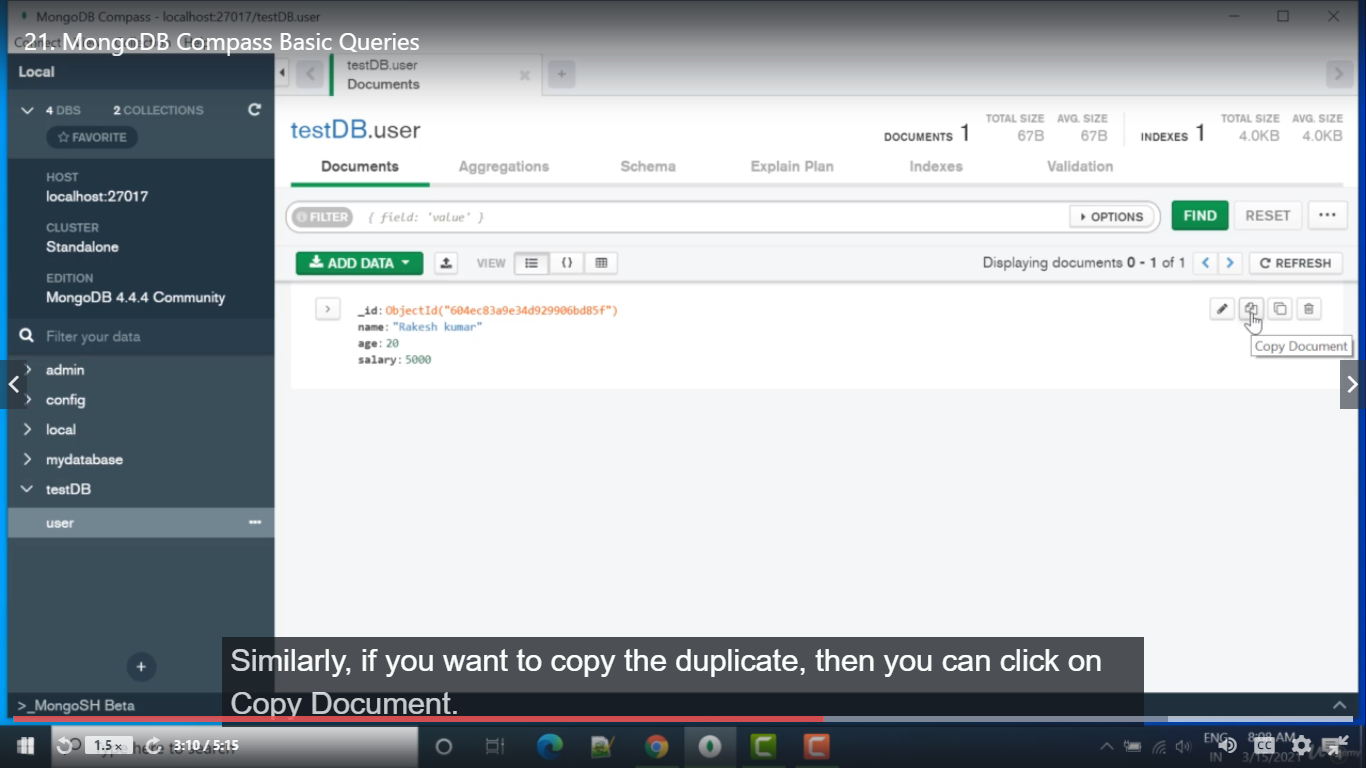 MongoDB Compass - localhost:27017/testDB.user
21. MongoDB Compass Basic Queries
Local
testDB.user
Documents
4 DBS 2 COLLECTIONS
FAVORITE
HOST
localhost:27017
CLUSTER
Standalone
EDITION
MongoDB 4.4.4 Community
Filter your data
admin
config
local
mydatabase
testDB
user
>_MongoSH Beta
testDB.user
DOCUMENTS 1 TOTAL SIZE 67B AVG. SIZE 67B INDEXES 1 TOTAL SIZE 4.0KB AVG. SIZE 4.0KB
Documents Aggregations Schema Explain Plan Indexes Validation
FILTER { field: 'value' } OPTIONS FIND RESET
ADD DATA VIEW {} Displaying documents 0 - 1 of 1 REFRESH
_id: ObjectId("604ec83a9e34d929906bd85f")
name: "Rakesh kumar"
age: 20
salary: 5000
Copy Document
Similarly, if you want to copy the duplicate, then you can click on
Copy Document.
1.5x 3:10 / 5:15
ENG 8:08 AM
IN 3/15/2021
CC